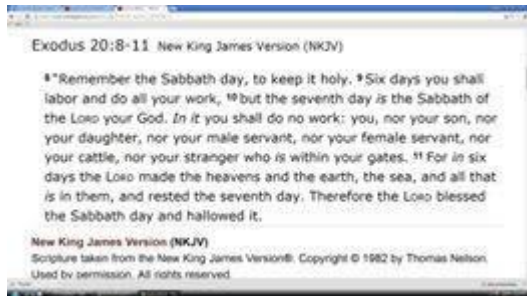 Exodus 20:8-11 New King James Version (NKJV)
8 "Remember the Sabbath day, to keep it holy. 9 Six days you shall
labor and do all your work, 10 but the seventh day is the Sabbath of
the LORD your God. In it you shall do no work: you, nor your son, nor
your daughter, nor your male servant, nor your female servant, nor
your cattle, nor your stranger who is within your gates. 11 For in six
days the LORD made the heavens and the earth, the sea, and all that
is in them, and rested the seventh day. Therefore the LORD blessed
the Sabbath day and hallowed it.
New King James Version (NKJV)
Scripture taken from the New King James Version®. Copyright © 1982 by Thomas Nelson.
Used by permission. All rights reserved